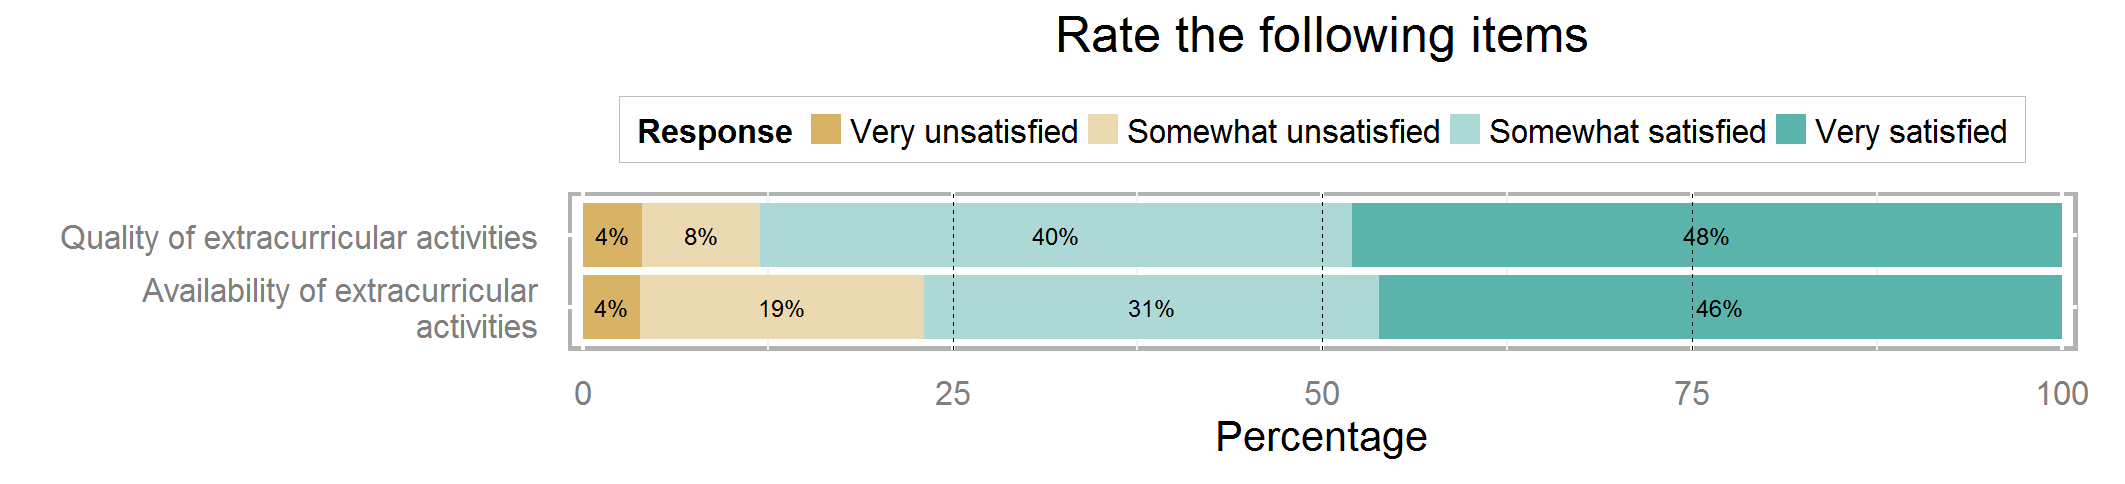 Rate the following items
Response Very unsatisfied Somewhat unsatisfied Somewhat satisfied Very satisfied
Quality of extracurricular activities 4% 8% 40% 48%
Availability of extracurricular
activities
4% 19% 31% 46%
0 25 50 75 100
Percentage